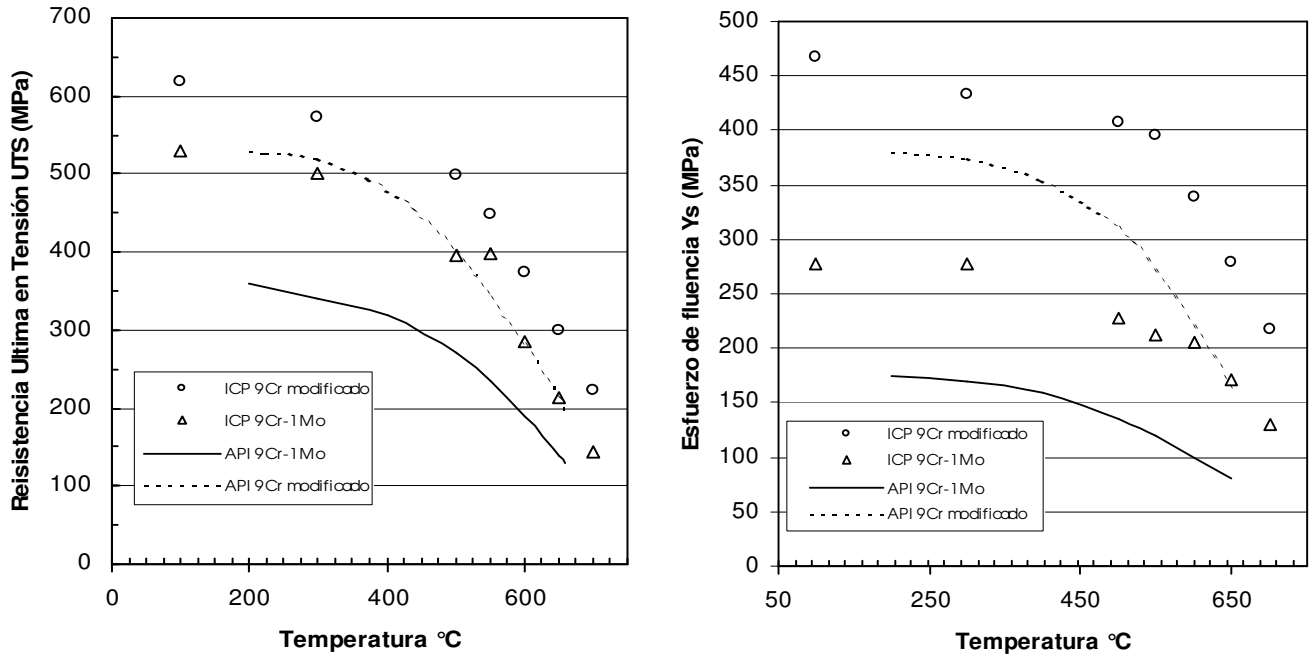 700
600
500
400
300
200
100
0
Reisistencia Ultima en Tensión UTS (MPa)
ICP 9Cr modificado
ICP 9Cr-1Mo
API 9Cr-1Mo
API 9Cr modificado
0
200
400
600
Temperatura °C
500
450
400
350
300
250
200
150
100
50
0
Esfuerzo de fluencia Ys (MPa)
ICP 9Cr modificado
ICP 9Cr-1Mo
API 9Cr-1Mo
API 9Cr modificado
50
250
450
650
Temperatura °C